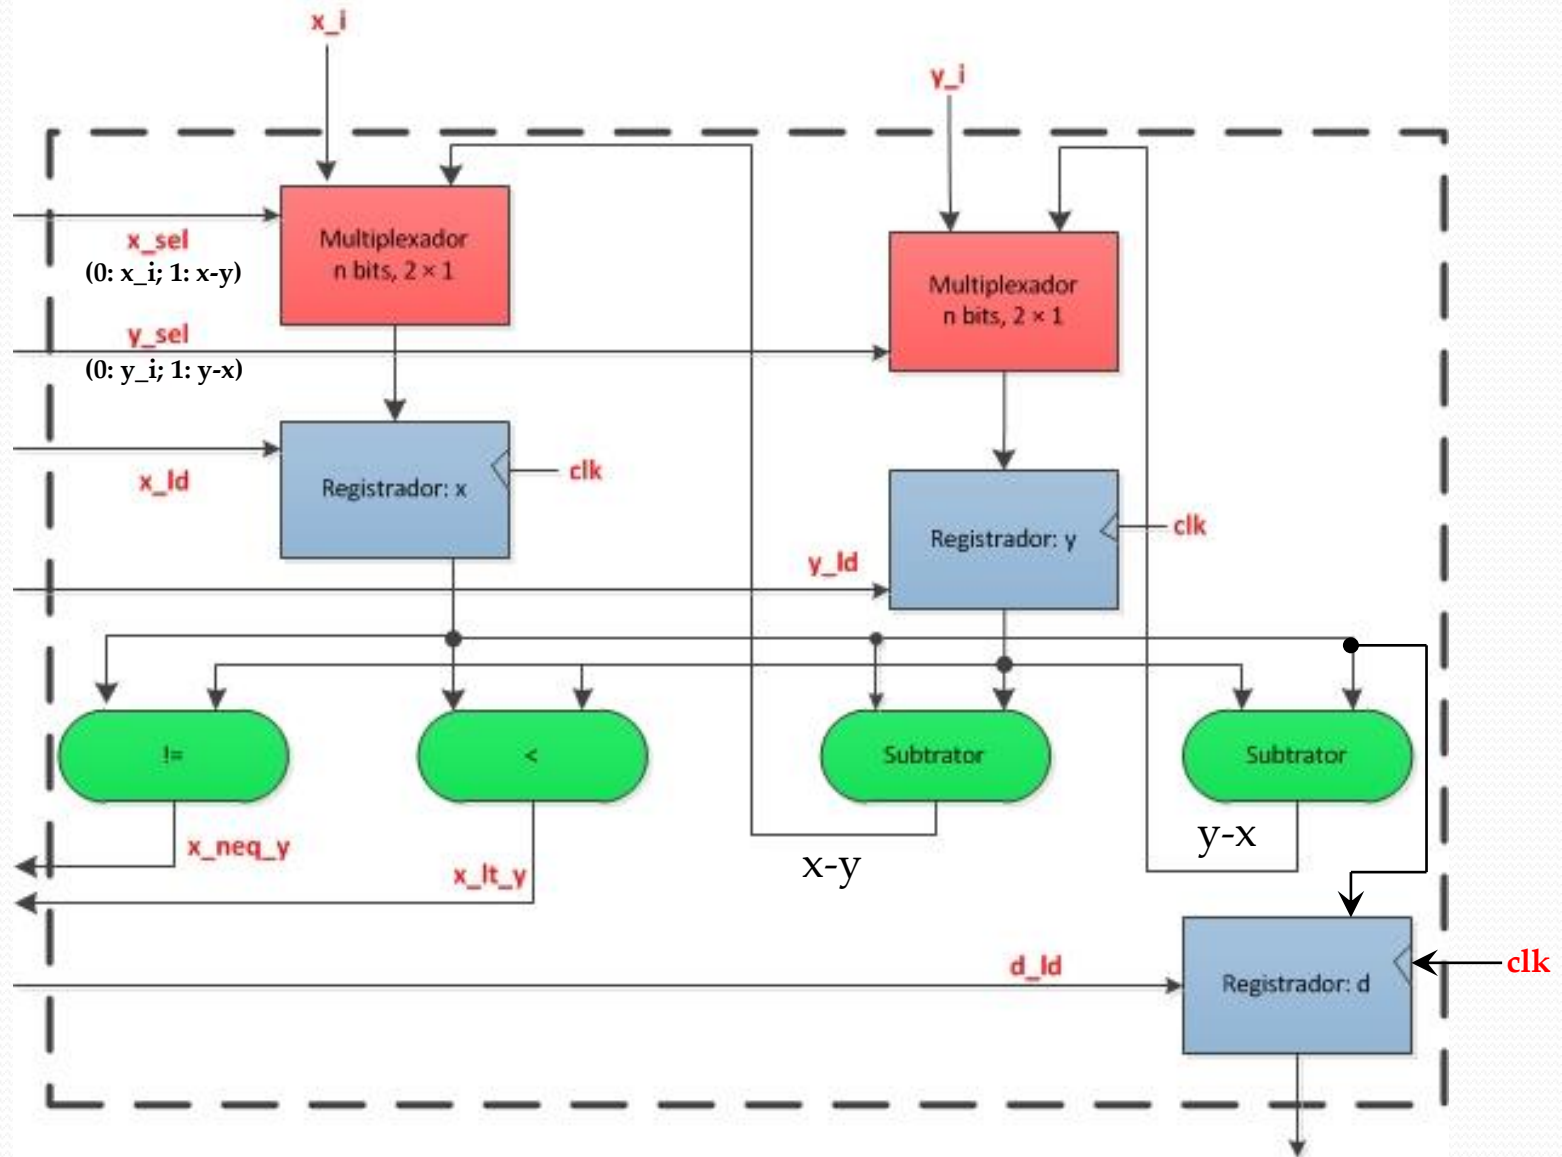 x_i
y_i
x_sel
(0: x_i; 1: x-y)
Multiplexador
n bits, 2 × 1
Multiplexador
n bits, 2 × 1
y_sel
(0: y_i; 1: y-x)
x_ld
Registrador: x
clk
Registrador: y
clk
y_ld
!=
<
Subtrator
Subtrator
x_neq_y
x_lt_y
x-y
y-x
d_ld
Registrador: d
clk